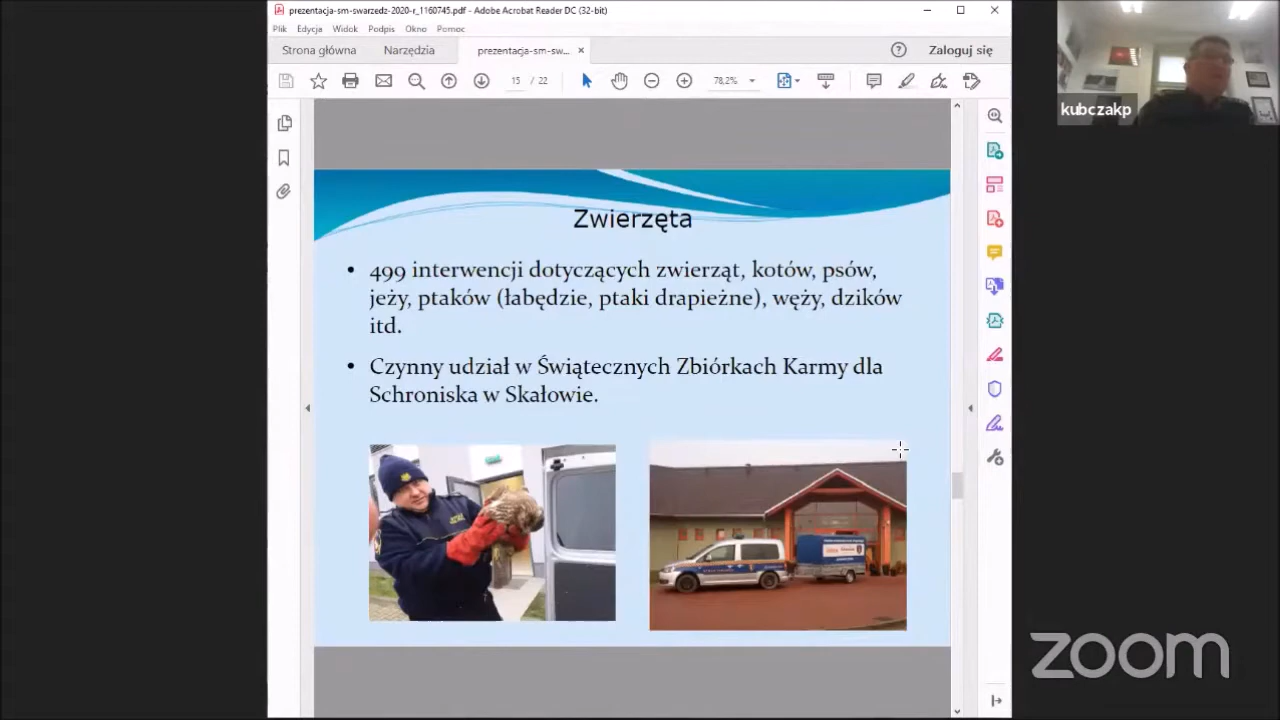 prezentacja-sm-swarzedz-2020-r_1160745.pdf - Adobe Acrobat Reader DC (32-bit)
Plik Edycja Widok Podpis Okno Pomoc
Strona główna Narzędzia prezentacja-sm-sw... Zaloguj się
15 / 22 78,2%
kubczakp
Zwierzęta
• 499 interwencji dotyczących zwierząt, kotów, psów,
jeży, ptaków (łabędzie, ptaki drapieżne), węży, dzików
itd.
• Czynny udział w Świątecznych Zbiórkach Karmy dla
Schroniska w Skałowie.
zoom